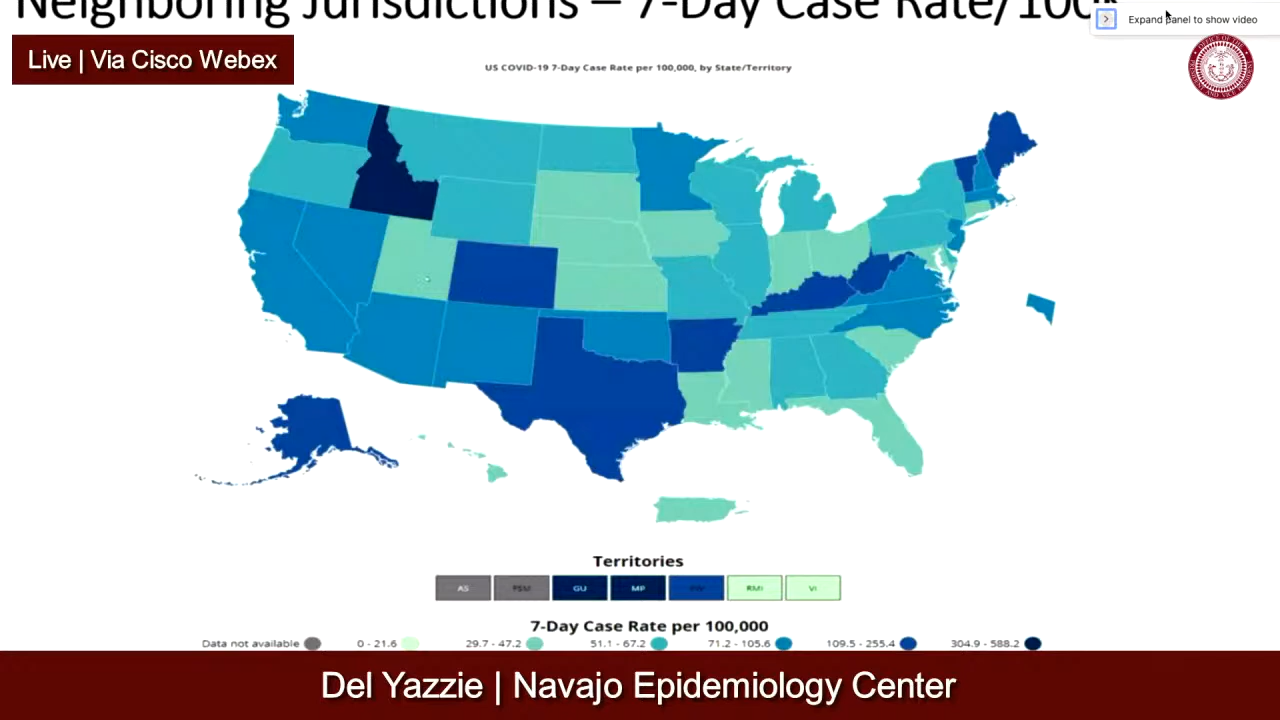 Neighboring Jurisdictions – 7-Day Case Rate/100K
Expand panel to show video
Live | Via Cisco Webex
US COVID-19 7-Day Case Rate per 100,000, by State/Territory
Territories
AS FSM GU MP PW RMI VI
7-Day Case Rate per 100,000
Data not available 0 - 21.6 29.7 - 47.2 51.1 - 67.2 71.2 - 105.6 109.5 - 255.4 304.9 - 588.2
Del Yazzie | Navajo Epidemiology Center